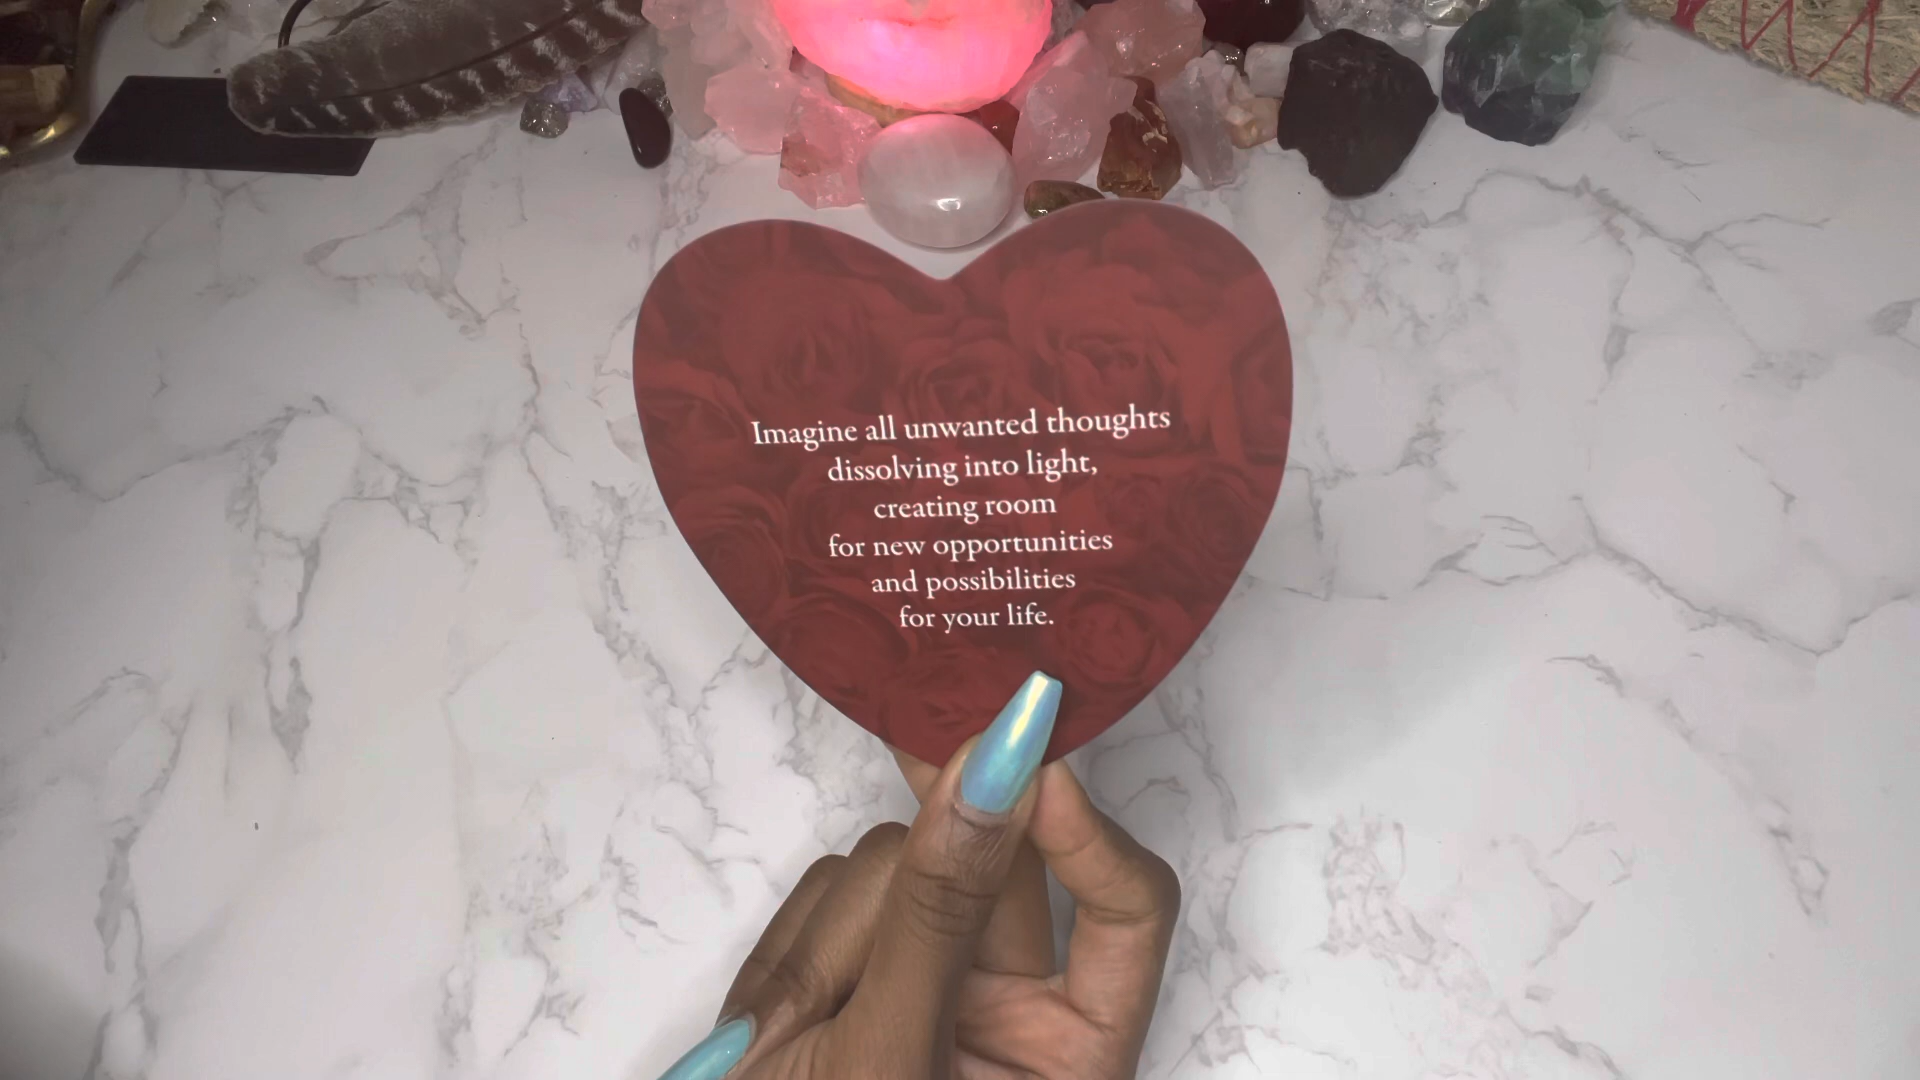 Imagine all unwanted thoughts
dissolving into light,
creating room
for new opportunities
and possibilities
for your life.